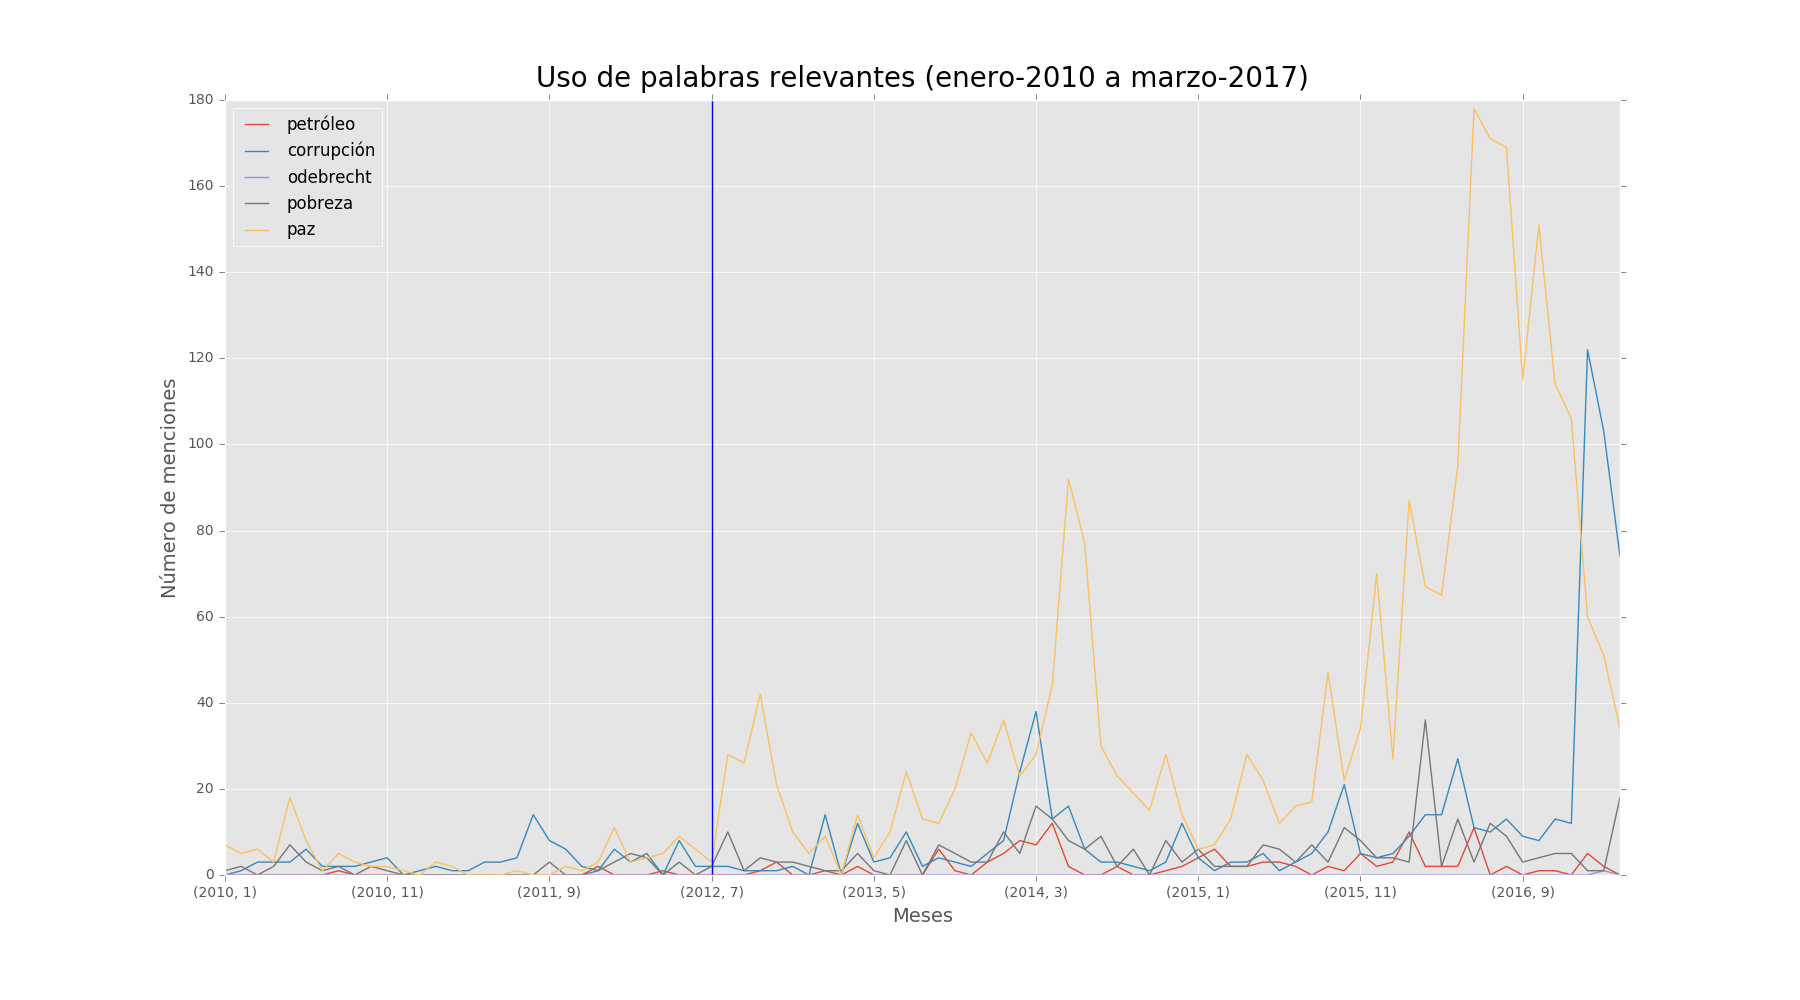 Uso de palabras relevantes (enero-2010 a marzo-2017)
180
160
140
120
100
80
60
40
20
0
petróleo
corrupción
odebrecht
pobreza
paz
Número de menciones
(2010, 1)
(2010, 11)
(2011, 9)
(2012, 7)
(2013, 5)
(2014, 3)
(2015, 1)
(2015, 11)
(2016, 9)
Meses